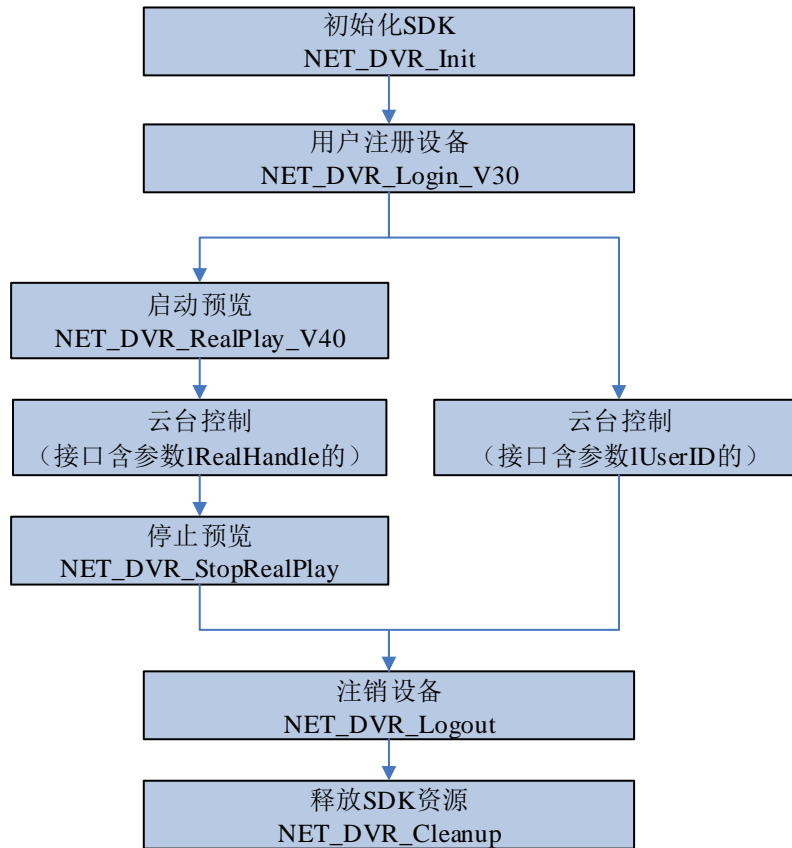 初始化SDK
NET_DVR_Init
用户注册设备
NET_DVR_Login_V30
启动预览
NET_DVR_RealPlay_V40
云台控制
（接口含参数lRealHandle的）
云台控制
（接口含参数lUserID的）
停止预览
NET_DVR_StopRealPlay
注销设备
NET_DVR_Logout
释放SDK资源
NET_DVR_Cleanup